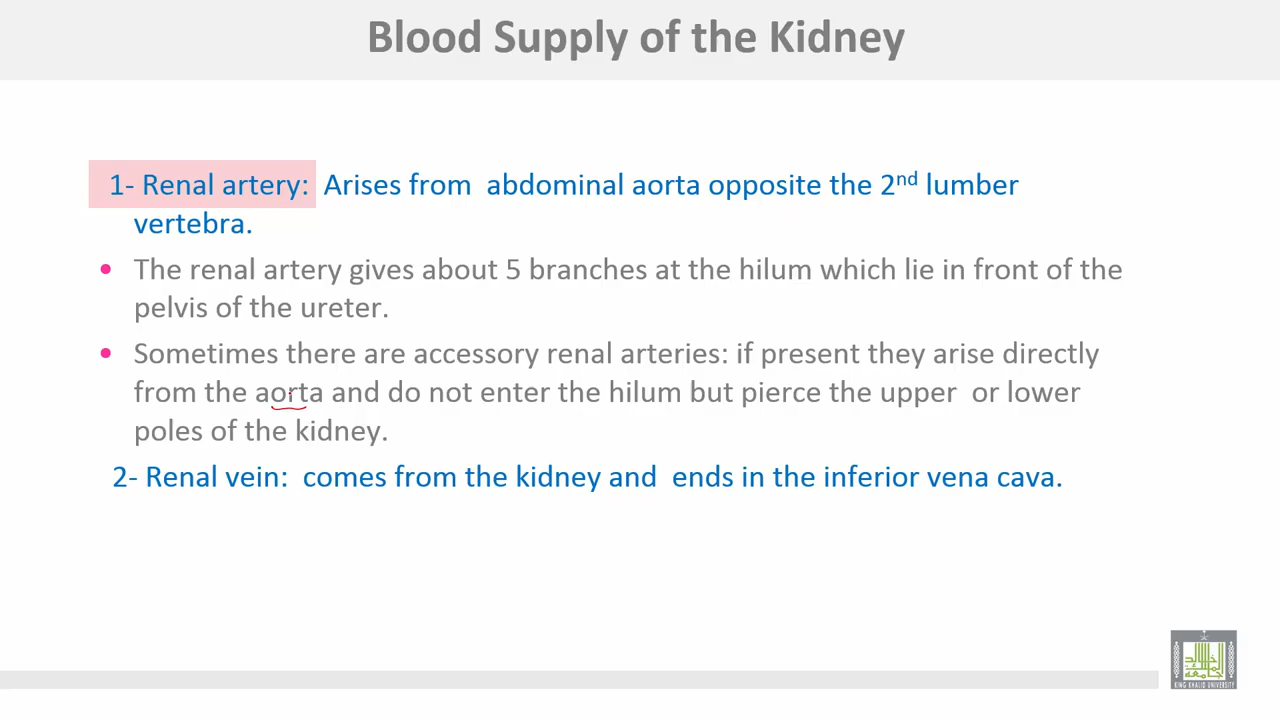 Blood Supply of the Kidney
1- Renal artery: Arises from abdominal aorta opposite the 2nd lumber
vertebra.
• The renal artery gives about 5 branches at the hilum which lie in front of the
pelvis of the ureter.
• Sometimes there are accessory renal arteries: if present they arise directly
from the aorta and do not enter the hilum but pierce the upper or lower
poles of the kidney.
2- Renal vein: comes from the kidney and ends in the inferior vena cava.
KING KHALID UNIVERSITY